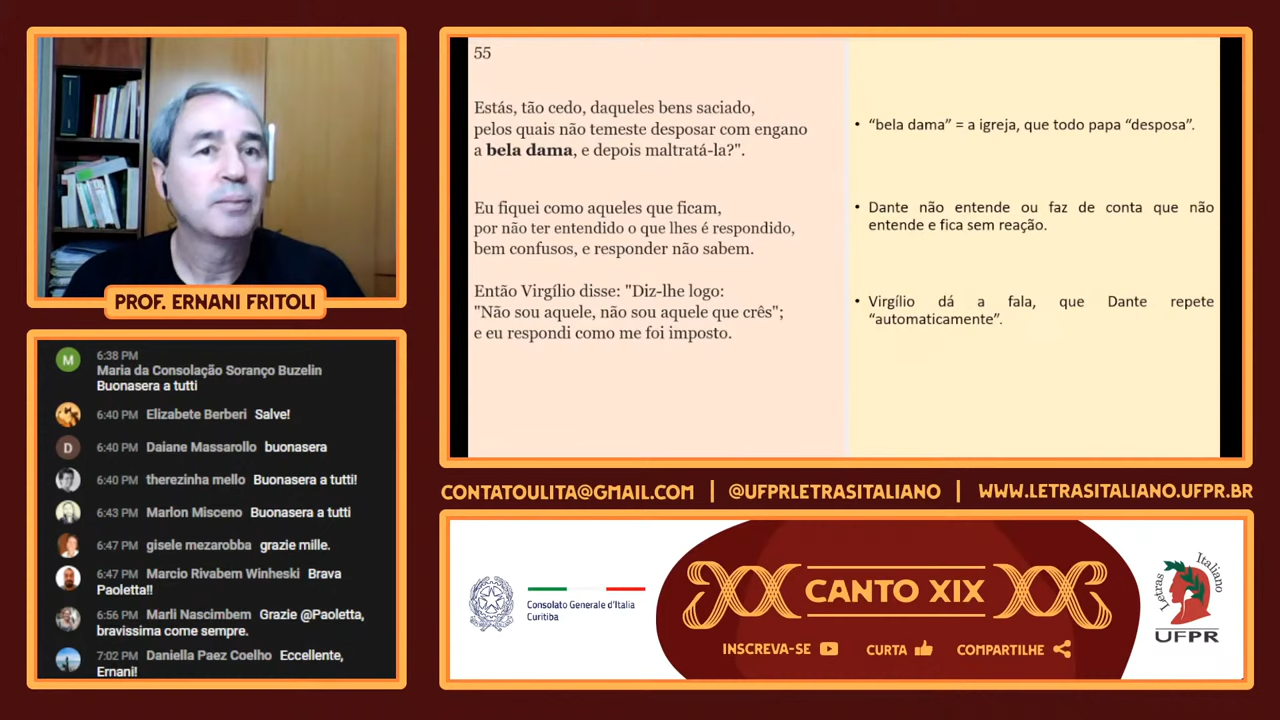 PROF. ERNANI FRITOLI
M
6:38 PM
Maria da Consolação Soranço Buzelin
Buonasera a tutti
6:40 PM Elizabete Berberi Salve!
D
6:40 PM Daiane Massarollo buonasera
6:40 PM therezinha mello Buonasera a tutti!
6:43 PM Marlon Misceno Buonasera a tutti
6:47 PM gisele mezarobba grazie mille.
6:47 PM Marcio Rivabem Winheski Brava
Paoletta!!
6:56 PM Marli Nascimbem Grazie @Paoletta,
bravissima come sempre.
7:02 PM Daniella Paez Coelho Eccellente,
Ernani!
55
Estás, tão cedo, daqueles bens saciado,
pelos quais não temeste desposar com engano
a bela dama, e depois maltratá-la?".
Eu fiquei como aqueles que ficam,
por não ter entendido o que lhes é respondido,
bem confusos, e responder não sabem.
Então Virgílio disse: "Diz-lhe logo:
"Não sou aquele, não sou aquele que crês";
e eu respondi como me foi imposto.
• “bela dama” = a igreja, que todo papa “desposa”.
• Dante não entende ou faz de conta que não
entende e fica sem reação.
• Virgílio dá a fala, que Dante repete
“automaticamente”.
CONTATOULITA@GMAIL.COM | @UFPRLETRASITALIANO | WWW.LETRASITALIANO.UFPR.BR
Consolato Generale d'Italia
Curitiba
CANTO XIX
INSCREVA-SE CURTA COMPARTILHE
Letras Italiano
UFPR